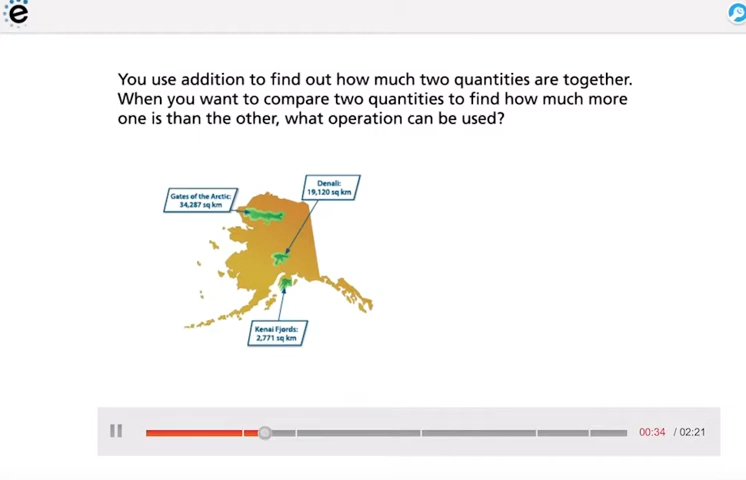 e
You use addition to find out how much two quantities are together.
When you want to compare two quantities to find how much more
one is than the other, what operation can be used?
Denali:
19,120 sq km
Gates of the Arctic:
34,287 sq km
Kenai Fjords:
2,771 sq km
00:34 / 02:21